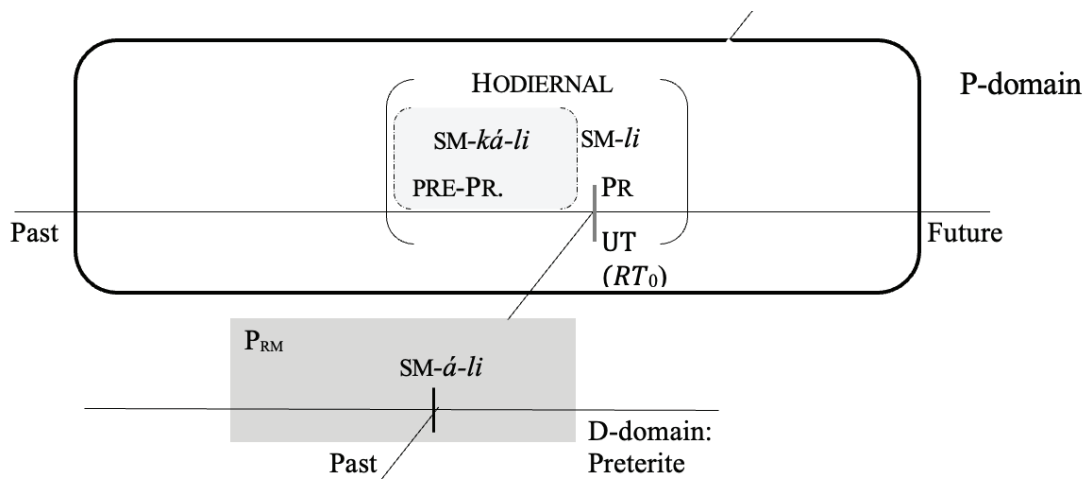 HODIERNAL
P-domain
SM-ká-li
SM-li
PRE-PR.
PR
Past
UT
Future
(RT₀)
PRM
SM-á-li
D-domain:
Preterite
Past